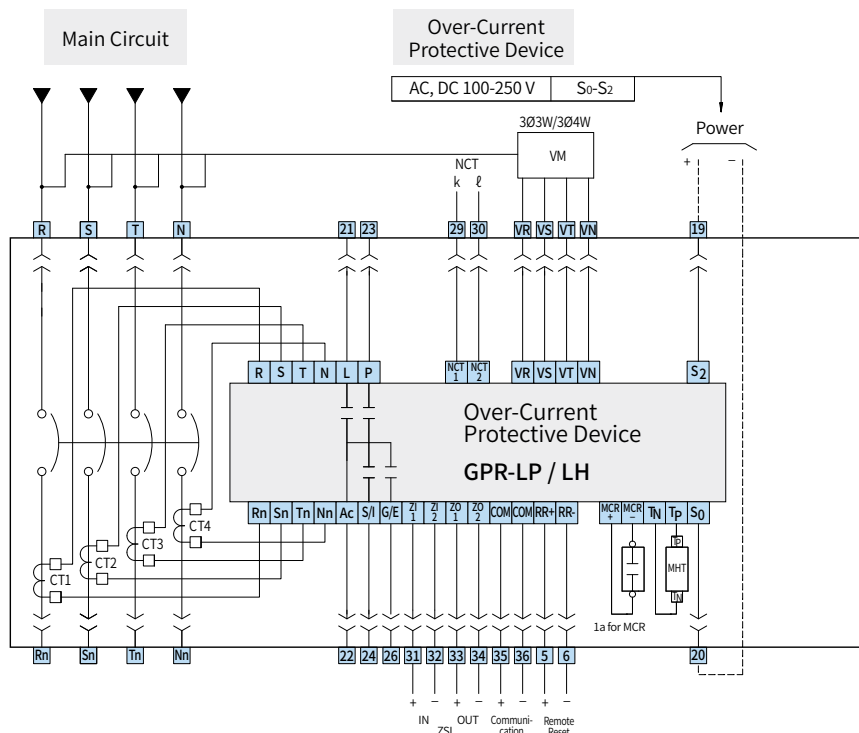 Main Circuit
Over-Current
Protective Device
AC, DC 100-250 V
S0-S2
3Ø3W/3Ø4W
VM
Power
+ −
NCT
k ℓ
R S T N 21 23 29 30 VR VS VT VN 19
R S T N L P NCT 1 NCT 2 VR VS VT VN S2
Over-Current
Protective Device
GPR-LP / LH
Rn Sn Tn Nn Ac S/I G/E ZI 1 ZI 2 ZO 1 ZO 2 COM COM RR+ RR- MCR + MCR − TN TP S0
CT4
CT3
CT2
CT1
TP
MHT
TN
1a for MCR
Rn Sn Tn Nn 22 24 26 31 32 33 34 35 36 5 6 20
+ − + − + − + −
IN OUT
ZSI
Communi-
cation
Remote
Reset